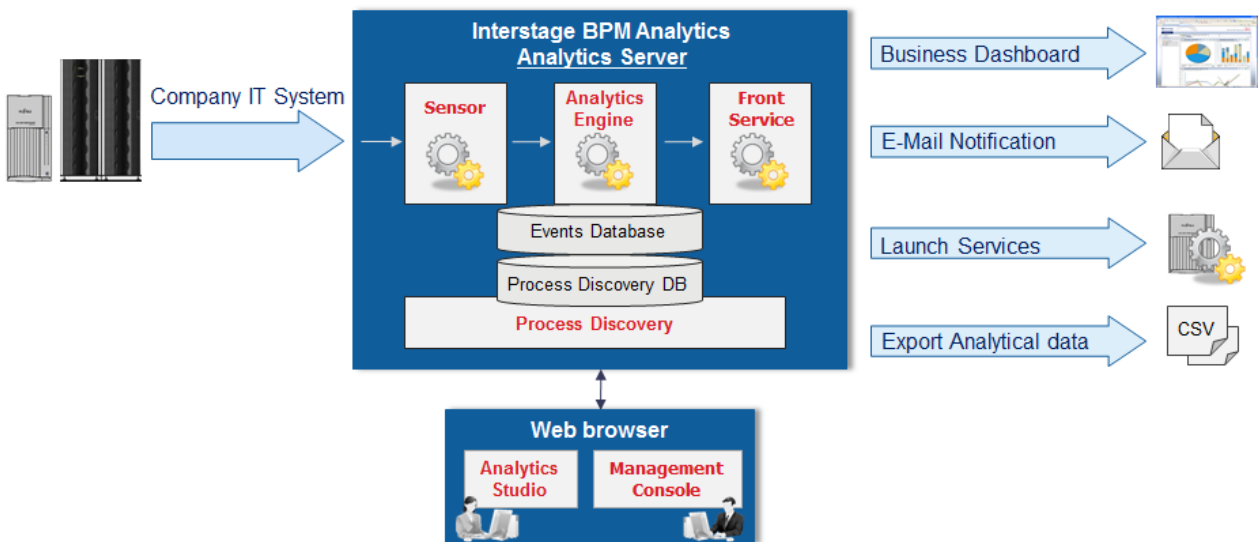 Interstage BPM Analytics
Analytics Server
Company IT System
Sensor
Analytics
Engine
Front
Service
Events Database
Process Discovery DB
Process Discovery
Business Dashboard
E-Mail Notification
Launch Services
Export Analytical data
CSV
Web browser
Analytics
Studio
Management
Console